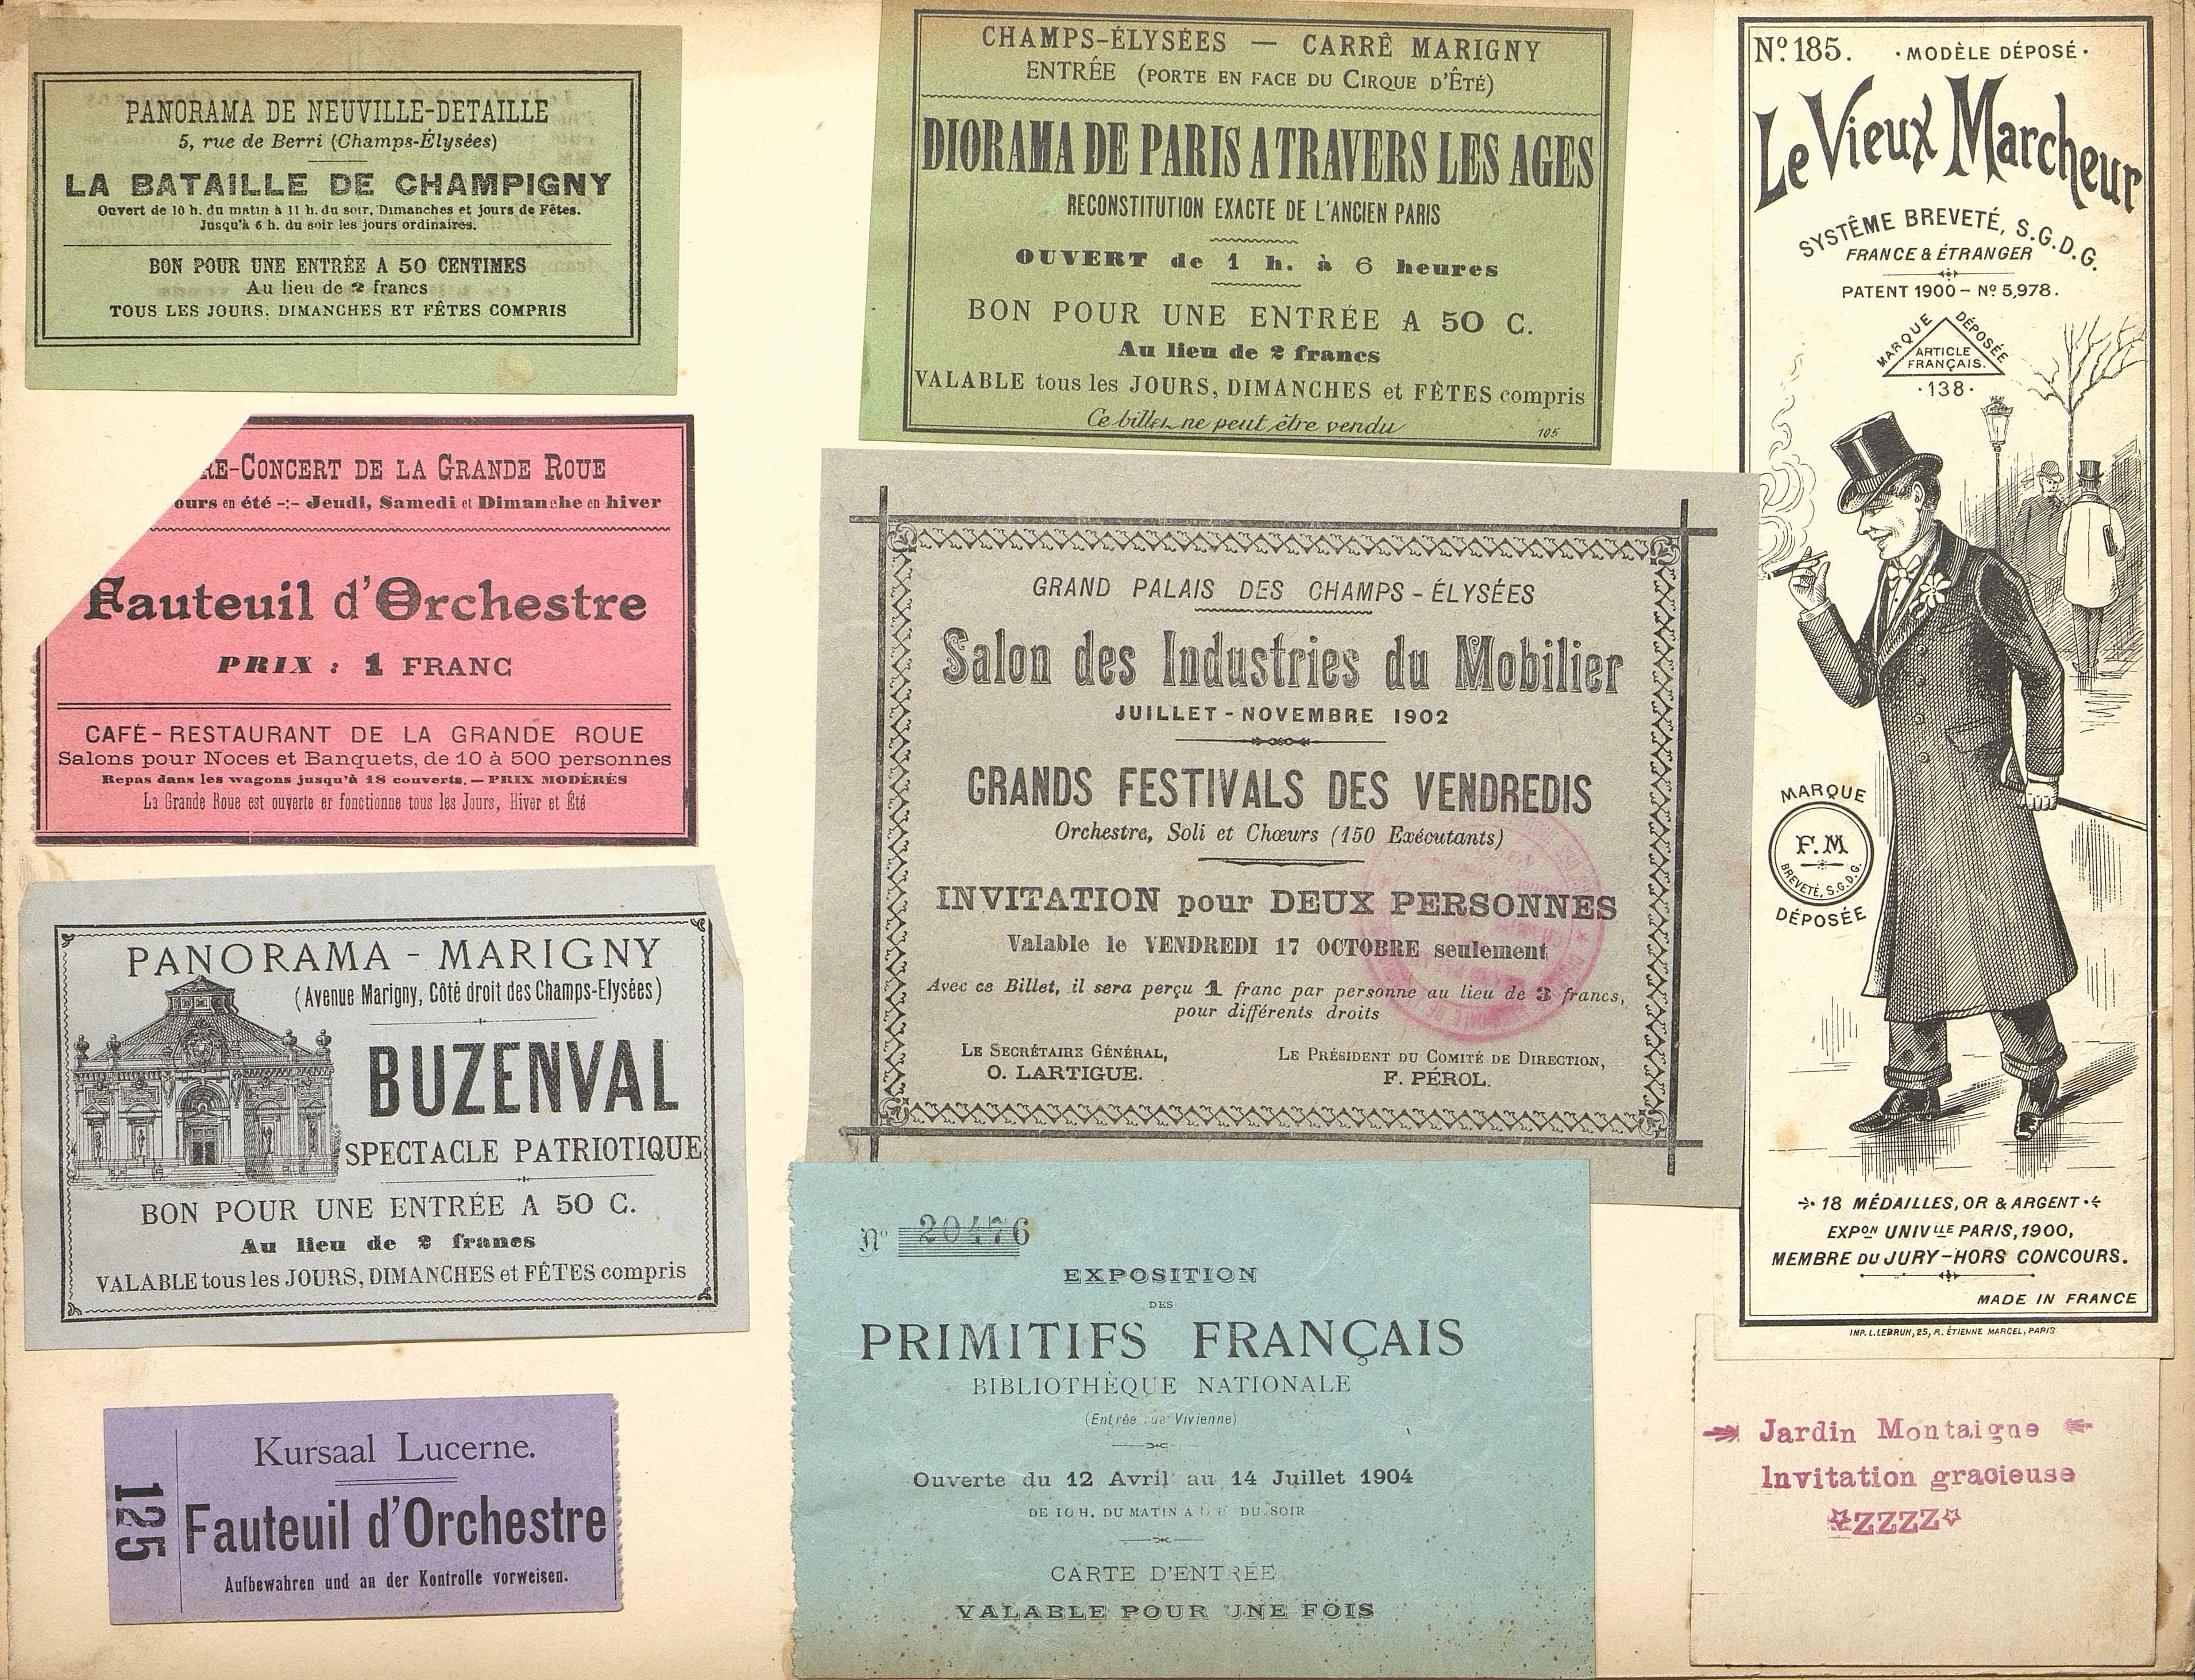 PANORAMA DE NEUVILLE-DETAILLE
5, rue de Berri (Champs-Élysées)
LA BATAILLE DE CHAMPIGNY
Ouvert de 10 h. du matin à 11 h. du soir, Dimanches et jours de Fêtes.
Jusqu'à 6 h. du soir les jours ordinaires.
BON POUR UNE ENTRÉE A 50 CENTIMES
Au lieu de 2 francs
TOUS LES JOURS, DIMANCHES ET FÊTES COMPRIS
RE-CONCERT DE LA GRANDE ROUE
ours en été -:- Jeudi, Samedi et Dimanche en hiver
Fauteuil d'Orchestre
PRIX : 1 FRANC
CAFÉ-RESTAURANT DE LA GRANDE ROUE
Salons pour Noces et Banquets, de 10 à 500 personnes
Repas dans les wagons jusqu'à 18 couverts. — PRIX MODÉRÉS
La Grande Roue est ouverte er fonctionne tous les Jours, Hiver et Été
PANORAMA - MARIGNY
(Avenue Marigny, Côté droit des Champs-Elysées)
BUZENVAL
SPECTACLE PATRIOTIQUE
BON POUR UNE ENTRÉE A 50 C.
Au lieu de 2 francs
VALABLE tous les JOURS, DIMANCHES et FÊTES compris
125
Kursaal Lucerne.
Fauteuil d'Orchestre
Aufbewahren und an der Kontrolle vorweisen.
CHAMPS-ÉLYSÉES — CARRÊ MARIGNY
ENTRÉE (PORTE EN FACE DU CIRQUE D'ÊTÉ)
DIORAMA DE PARIS A TRAVERS LES AGES
RECONSTITUTION EXACTE DE L'ANCIEN PARIS
OUVERT de 1 h. à 6 heures
BON POUR UNE ENTRÉE A 50 C.
Au lieu de 2 francs
VALABLE tous les JOURS, DIMANCHES et FÊTES compris
Ce billet ne peut être vendu
105
GRAND PALAIS DES CHAMPS-ÉLYSÉES
Salon des Industries du Mobilier
JUILLET-NOVEMBRE 1902
GRANDS FESTIVALS DES VENDREDIS
Orchestre, Soli et Chœurs (150 Exécutants)
INVITATION pour DEUX PERSONNES
Valable le VENDREDI 17 OCTOBRE seulement
Avec ce Billet, il sera perçu 1 franc par personne au lieu de 3 francs,
pour différents droits
LE SECRÉTAIRE GÉNÉRAL,
O. LARTIGUE.
LE PRÉSIDENT DU COMITÉ DE DIRECTION,
F. PÉROL.
No 20476
EXPOSITION
DES
PRIMITIFS FRANÇAIS
BIBLIOTHÈQUE NATIONALE
(Entrée rue Vivienne)
Ouverte du 12 Avril au 14 Juillet 1904
DE 10 H. DU MATIN A DU SOIR
CARTE D'ENTRÉE
VALABLE POUR UNE FOIS
No 185. · MODÈLE DÉPOSÉ ·
Le Vieux Marcheur
SYSTÈME BREVETÉ, S.G.D.G.
FRANCE & ÉTRANGER
PATENT 1900 - No 5,978.
MARQUE DÉPOSÉE
ARTICLE
FRANÇAIS.
·138·
MARQUE
F.M
BREVETÉ, S.G.D.G.
DÉPOSÉE
18 MÉDAILLES, OR & ARGENT
EXPON UNIVLLE PARIS, 1900,
MEMBRE DU JURY-HORS CONCOURS.
MADE IN FRANCE
IMP. L. LEBRUN, 25, R. ÉTIENNE MARCEL, PARIS
Jardin Montaigne
Invitation gracieuse
☆ZZZZ☆